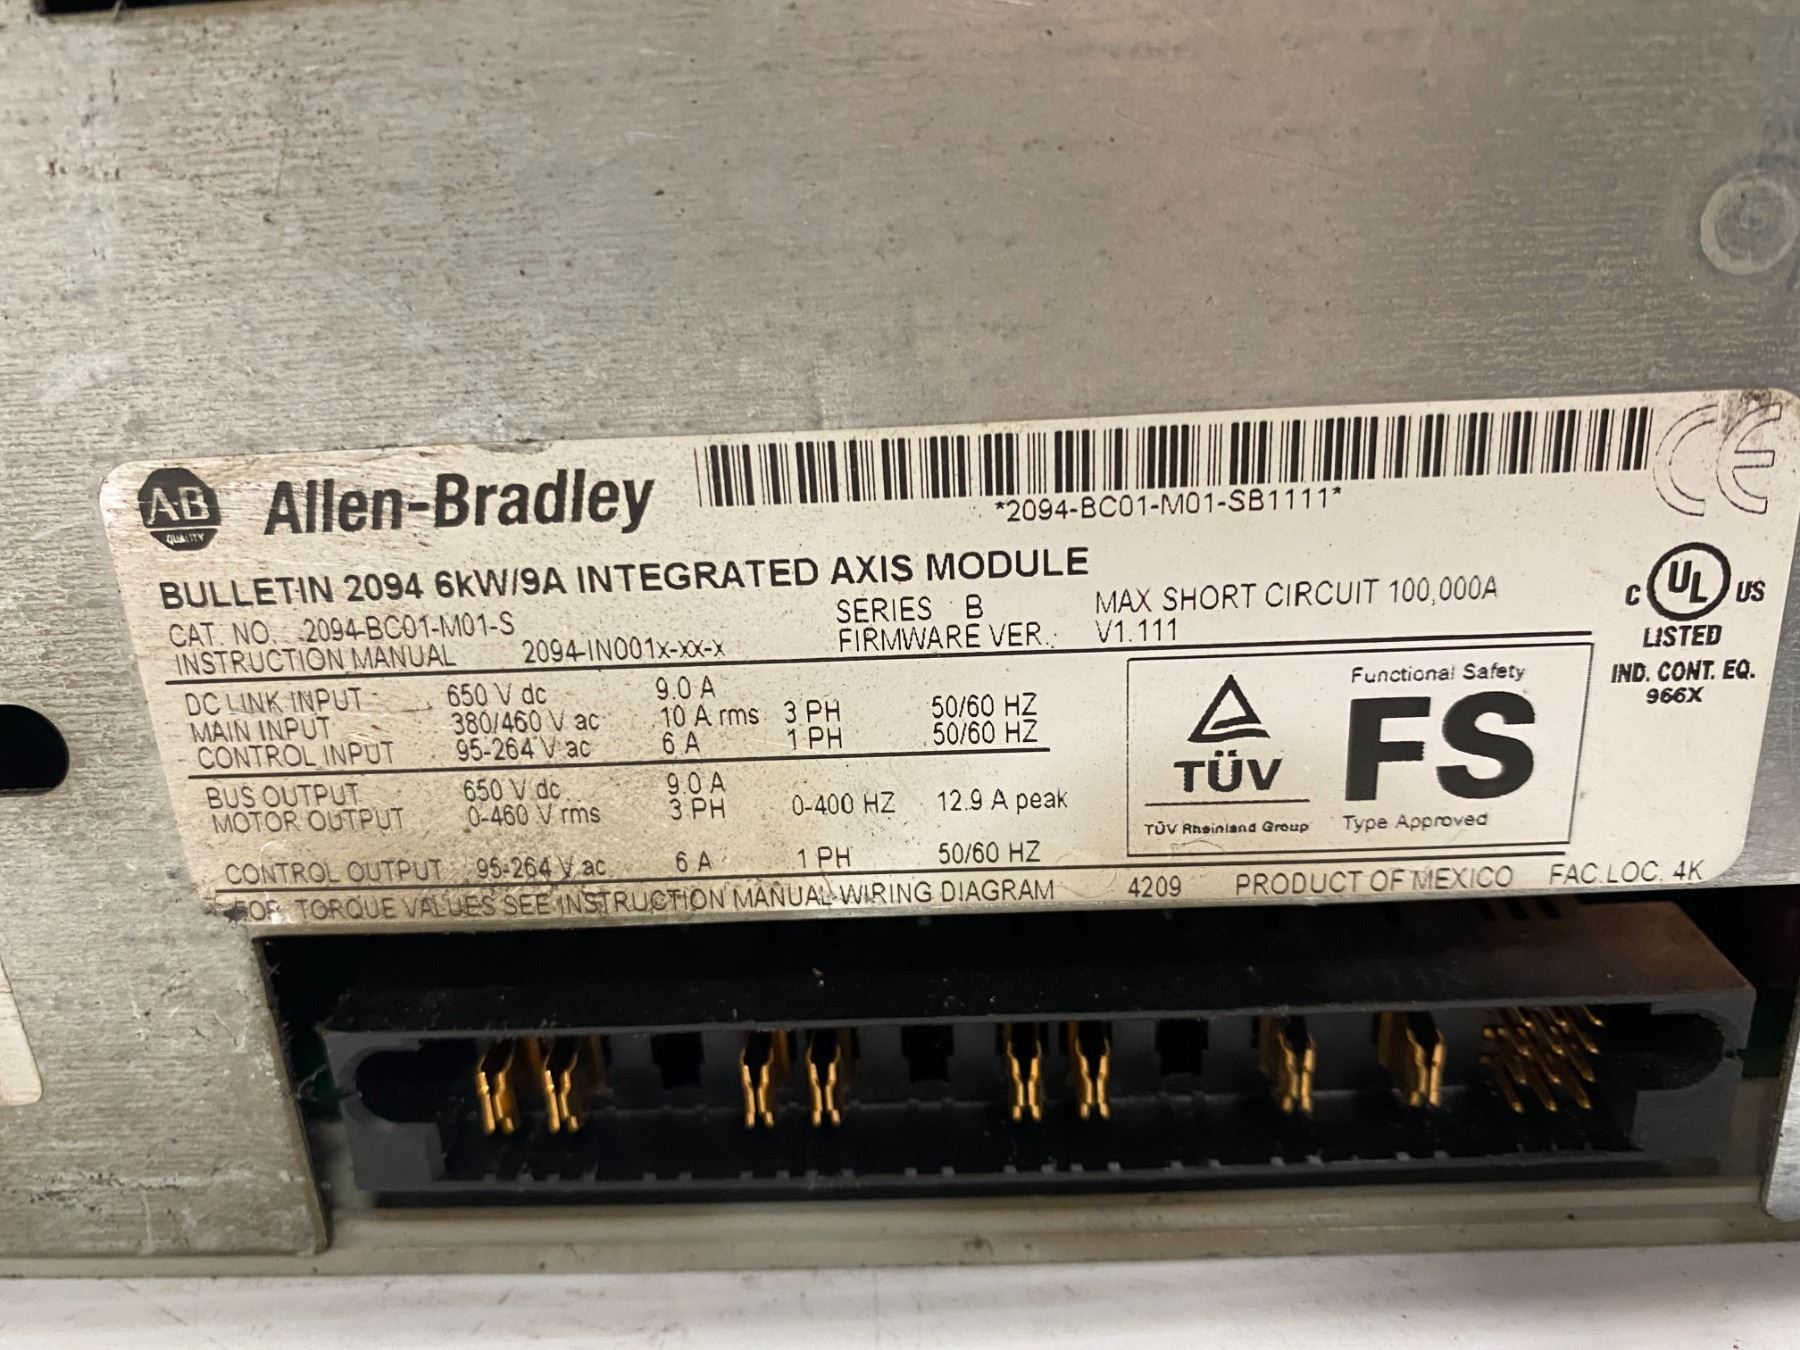 AB QUALITY Allen-Bradley
*2094-BC01-M01-SB1111*
CE
BULLETIN 2094 6kW/9A INTEGRATED AXIS MODULE
CAT. NO. 2094-BC01-M01-S SERIES B MAX SHORT CIRCUIT 100,000A
INSTRUCTION MANUAL 2094-IN001x-xx-x FIRMWARE VER.: V1.111
DC LINK INPUT 650 V dc 9.0 A
MAIN INPUT 380/460 V ac 10 A rms 3 PH 50/60 HZ
CONTROL INPUT 95-264 V ac 6 A 1 PH 50/60 HZ
BUS OUTPUT 650 V dc 9.0 A
MOTOR OUTPUT 0-460 V rms 3 PH 0-400 HZ 12.9 A peak
CONTROL OUTPUT 95-264 V ac 6 A 1 PH 50/60 HZ
FOR TORQUE VALUES SEE INSTRUCTION MANUAL-WIRING DIAGRAM 4209 PRODUCT OF MEXICO FAC.LOC. 4K
TÜV
TÜV Rheinland Group
Functional Safety
FS
Type Approved
C UL US
LISTED
IND. CONT. EQ.
966X